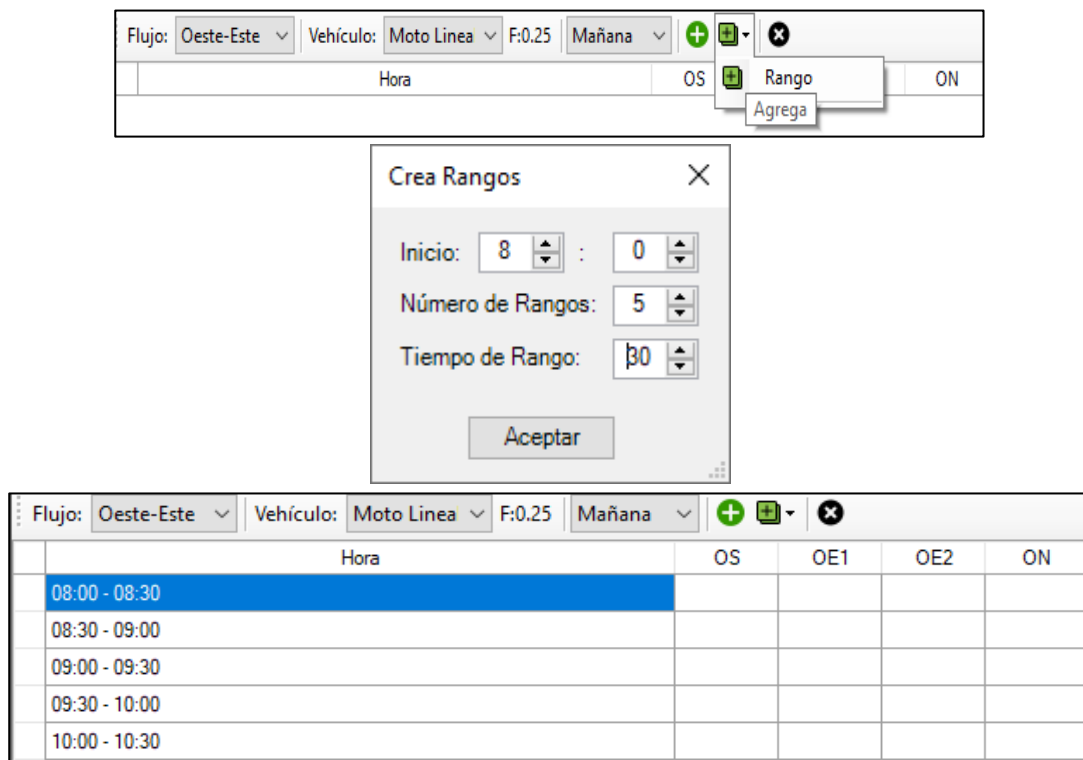 Flujo: Oeste-Este Vehículo: Moto Linea F:0.25 Mañana
Hora OS ON
Rango
Agrega
Crea Rangos
Inicio: 8 : 0
Número de Rangos: 5
Tiempo de Rango: 30
Aceptar
Flujo: Oeste-Este Vehículo: Moto Linea F:0.25 Mañana
Hora OS OE1 OE2 ON
08:00 - 08:30
08:30 - 09:00
09:00 - 09:30
09:30 - 10:00
10:00 - 10:30